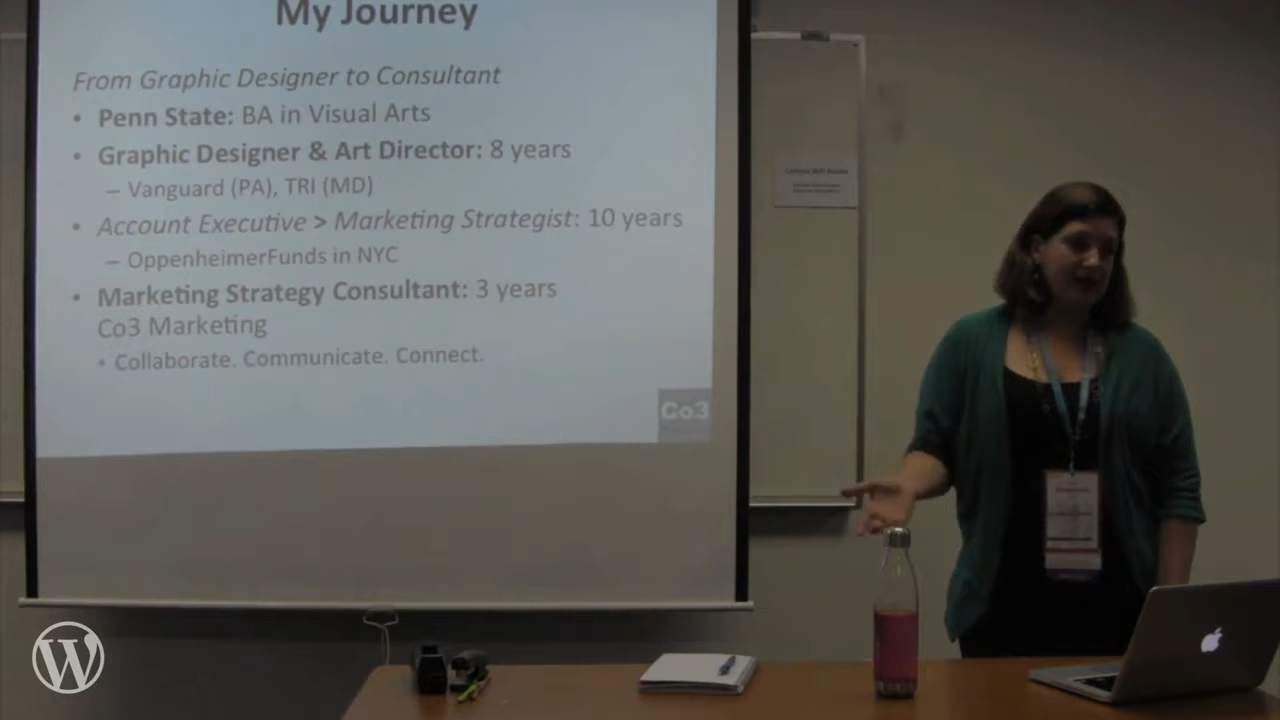 My Journey
From Graphic Designer to Consultant
• Penn State: BA in Visual Arts
• Graphic Designer & Art Director: 8 years
– Vanguard (PA), TRI (MD)
• Account Executive > Marketing Strategist: 10 years
– OppenheimerFunds in NYC
• Marketing Strategy Consultant: 3 years
Co3 Marketing
• Collaborate. Communicate. Connect.
Co3